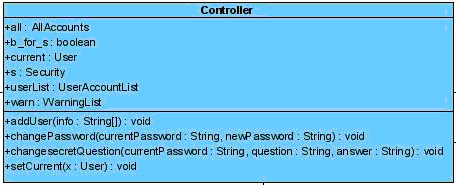 Controller
+all : AllAccounts
+b_for_s : boolean
+current : User
+s : Security
+userList : UserAccountList
+warn : WarningList
+addUser(info : String[]) : void
+changePassword(currentPassword : String, newPassword : String) : void
+changesecretQuestion(currentPassword : String, question : String, answer : String) : void
+setCurrent(x : User) : void